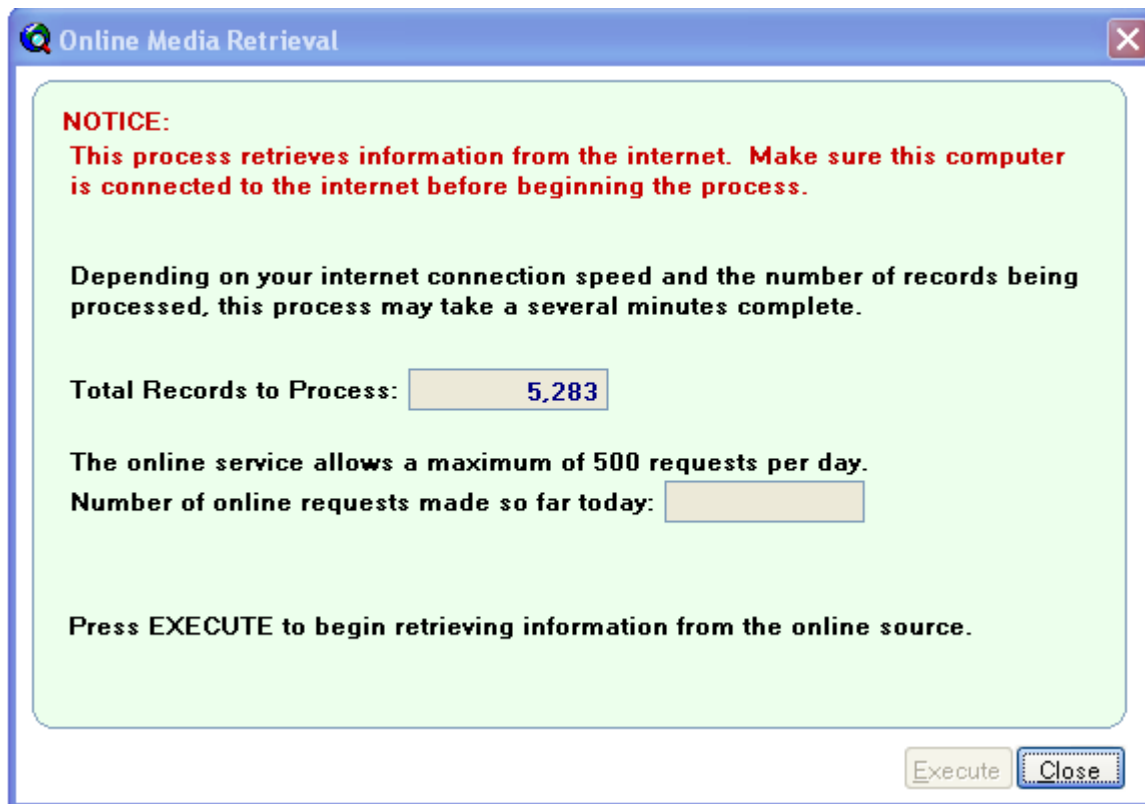 Online Media Retrieval
NOTICE:
This process retrieves information from the internet.  Make sure this computer
is connected to the internet before beginning the process.
Depending on your internet connection speed and the number of records being
processed, this process may take a several minutes complete.
Total Records to Process: 5,283
The online service allows a maximum of 500 requests per day.
Number of online requests made so far today:
Press EXECUTE to begin retrieving information from the online source.
Execute Close